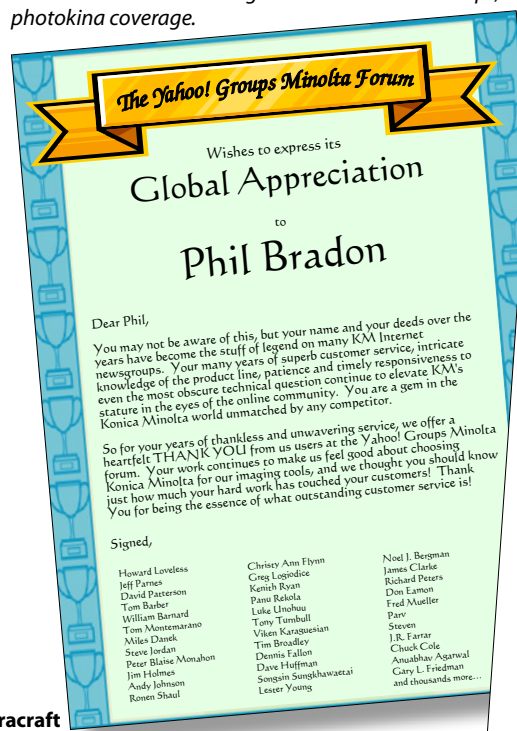 photokina coverage.
The Yahoo! Groups Minolta Forum
Wishes to express its
Global Appreciation
to
Phil Bradon
Dear Phil,
You may not be aware of this, but your name and your deeds over the
years have become the stuff of legend on many KM Internet
newsgroups. Your many years of superb customer service, intricate
knowledge of the product line, patience and timely responsiveness to
even the most obscure technical question continue to elevate KM's
stature in the eyes of the online community. You are a gem in the
Konica Minolta world unmatched by any competitor.
So for your years of thankless and unwavering service, we offer a
heartfelt THANK YOU from us users at the Yahoo! Groups Minolta
forum. Your work continues to make us feel good about choosing
Konica Minolta for our imaging tools, and we thought you should know
just how much your hard work has touched your customers! Thank
You for being the essence of what outstanding customer service is!
Signed,
Howard Loveless
Jeff Parnes
David Patterson
Tom Barber
William Barnard
Tom Montemarano
Miles Danek
Steve Jordan
Peter Blaise Monahon
Jim Holmes
Andy Johnson
Ronen Shaul
Christy Ann Flynn
Greg Logiodice
Kenith Ryan
Panu Rekola
Luke Unohuu
Tony Turnbull
Viken Karaguesian
Tim Broadley
Dennis Fallon
Dave Huffman
Songsin Sungkhawaetai
Lester Young
Noel J. Bergman
James Clarke
Richard Peters
Don Eamon
Fred Mueller
Parv
Steven
J.R. Farrar
Chuck Cole
Anuabhav Agarwal
Gary L. Friedman
and thousands more...
racraft